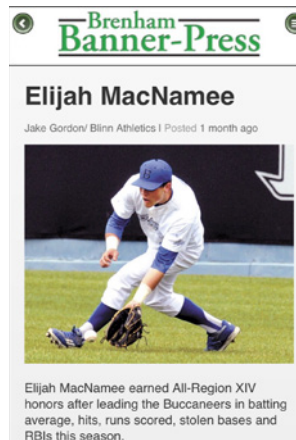 Brenham
Banner-Press
Elijah MacNamee
Jake Gordon/ Blinn Athletics | Posted 1 month ago
Elijah MacNamee earned All-Region XIV
honors after leading the Buccaneers in batting
average, hits, runs scored, stolen bases and
RBIs this season.